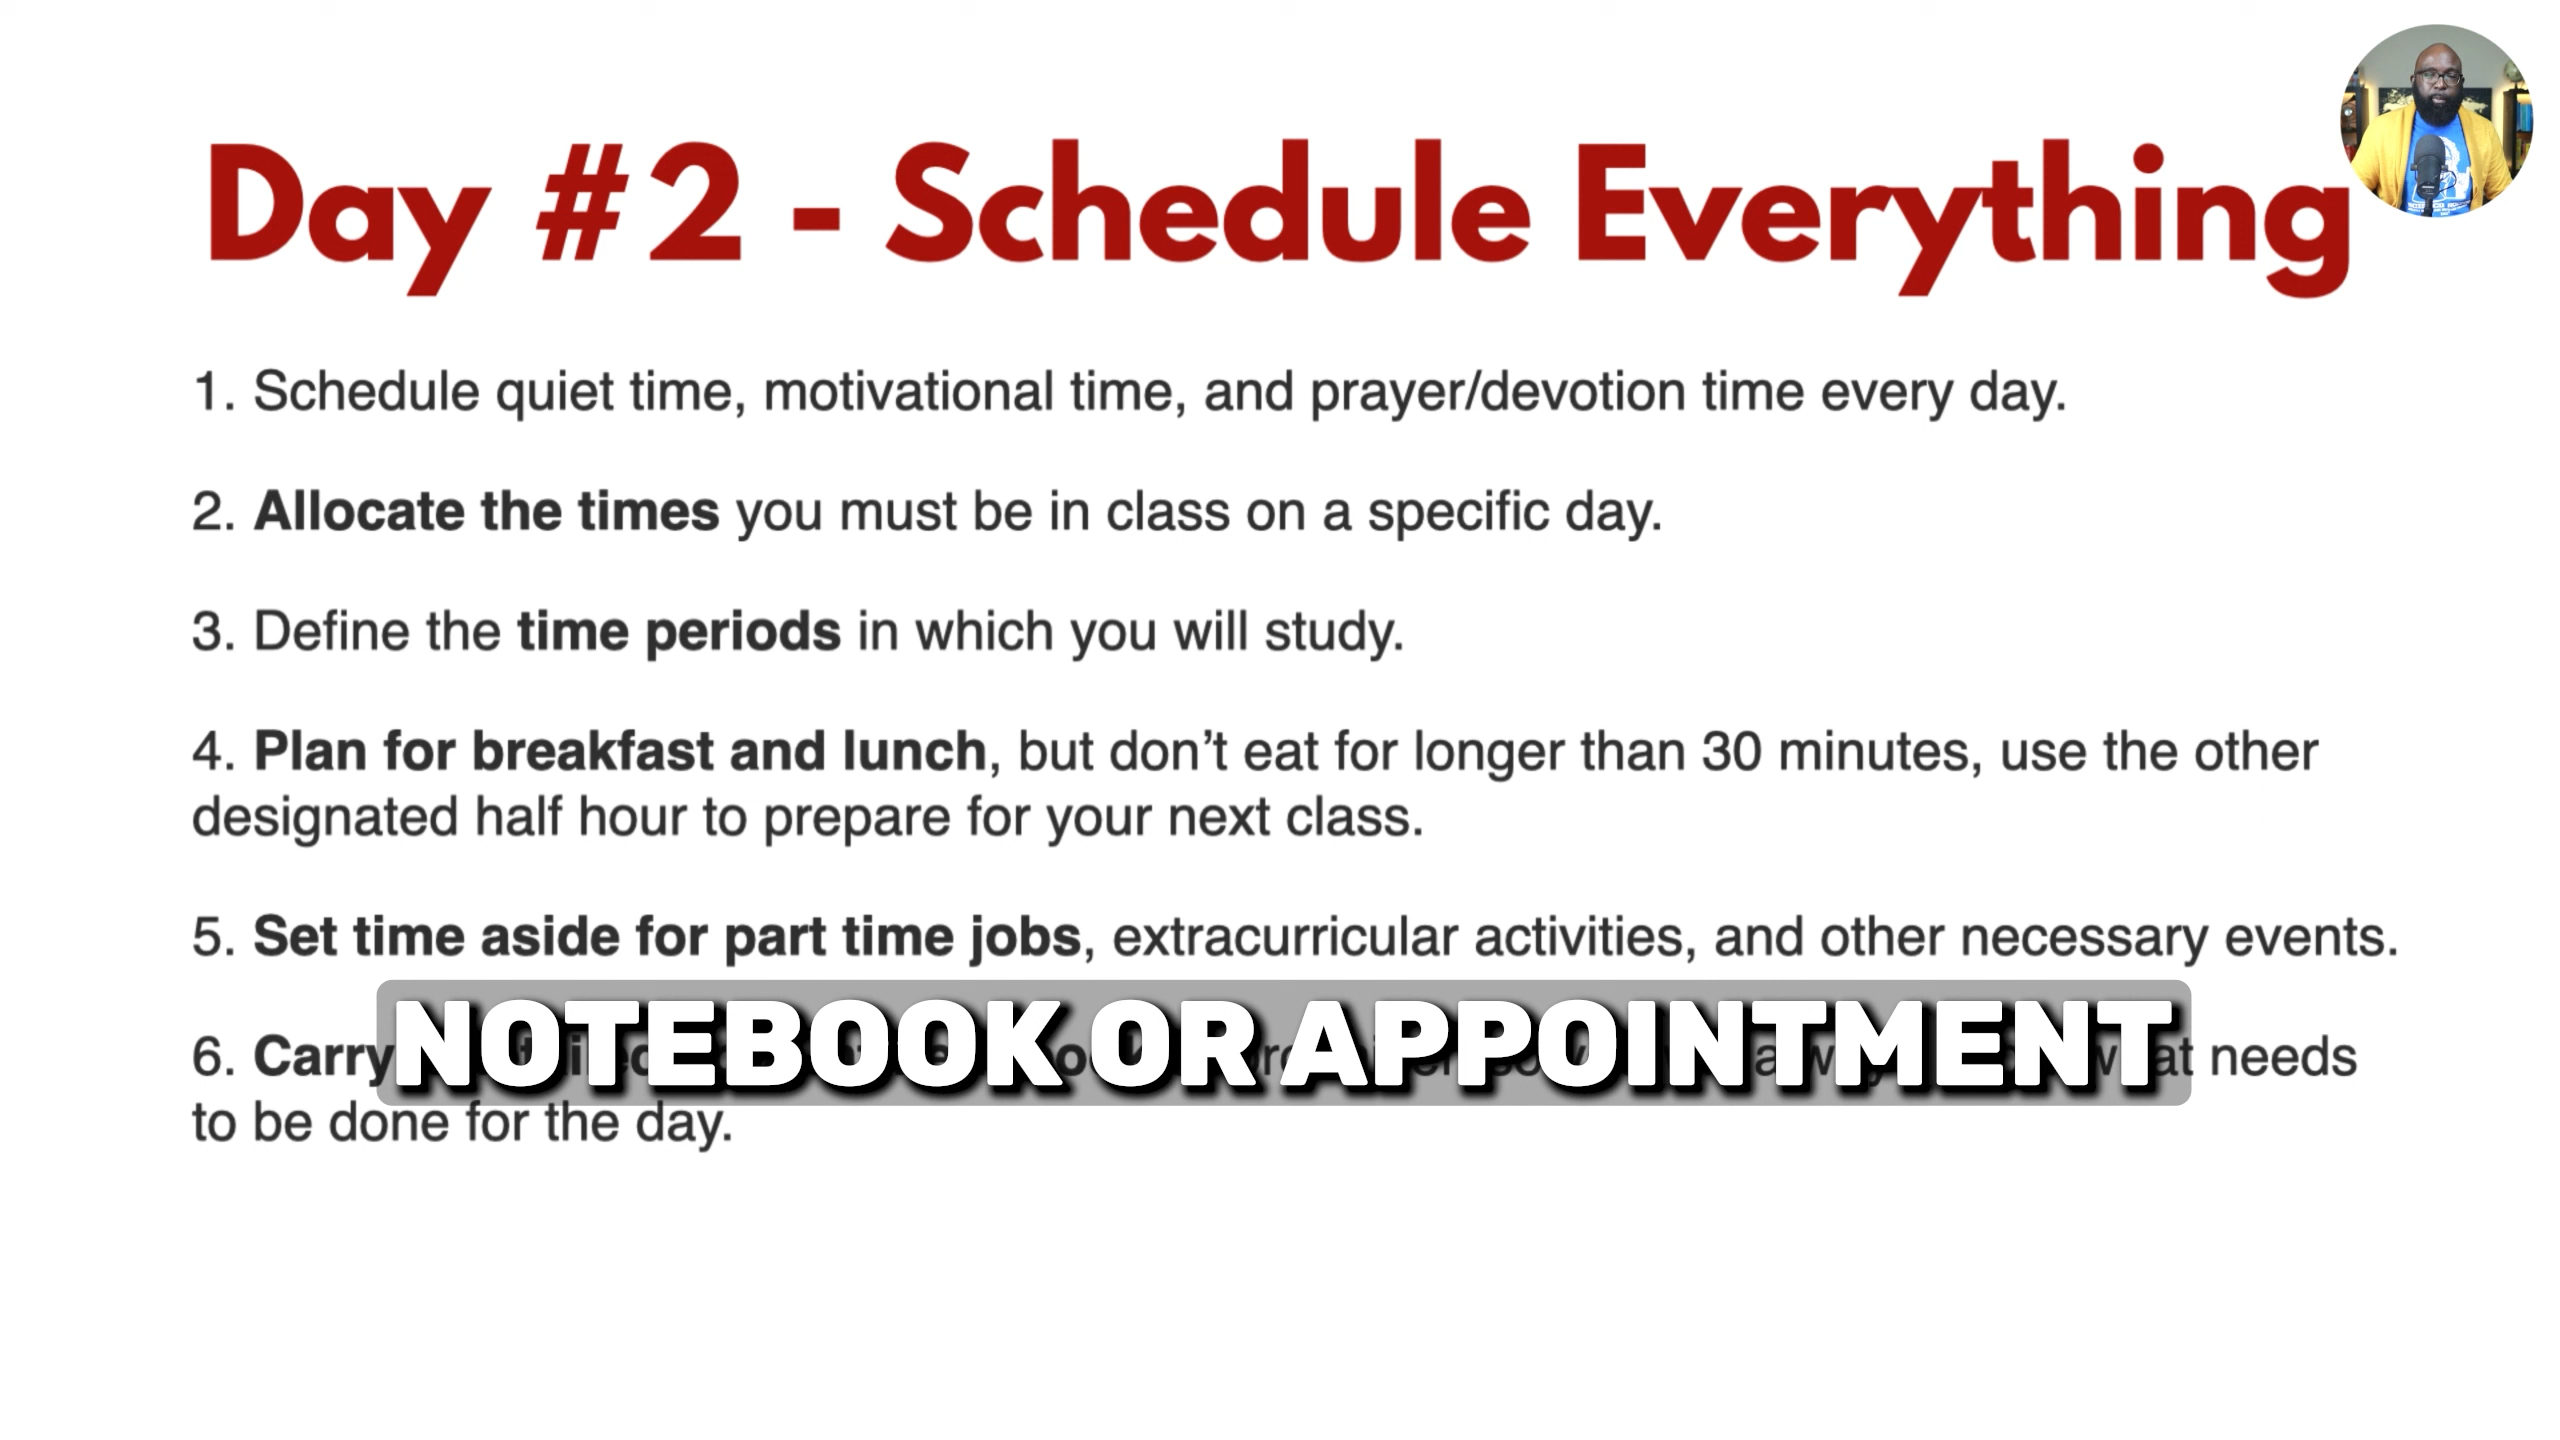 Day #2 - Schedule Everything
1. Schedule quiet time, motivational time, and prayer/devotion time every day.
2. Allocate the times you must be in class on a specific day.
3. Define the time periods in which you will study.
4. Plan for breakfast and lunch, but don’t eat for longer than 30 minutes, use the other
designated half hour to prepare for your next class.
5. Set time aside for part time jobs, extracurricular activities, and other necessary events.
NOTEBOOK OR APPOINTMENT
6. Carry needs
to be done for the day.